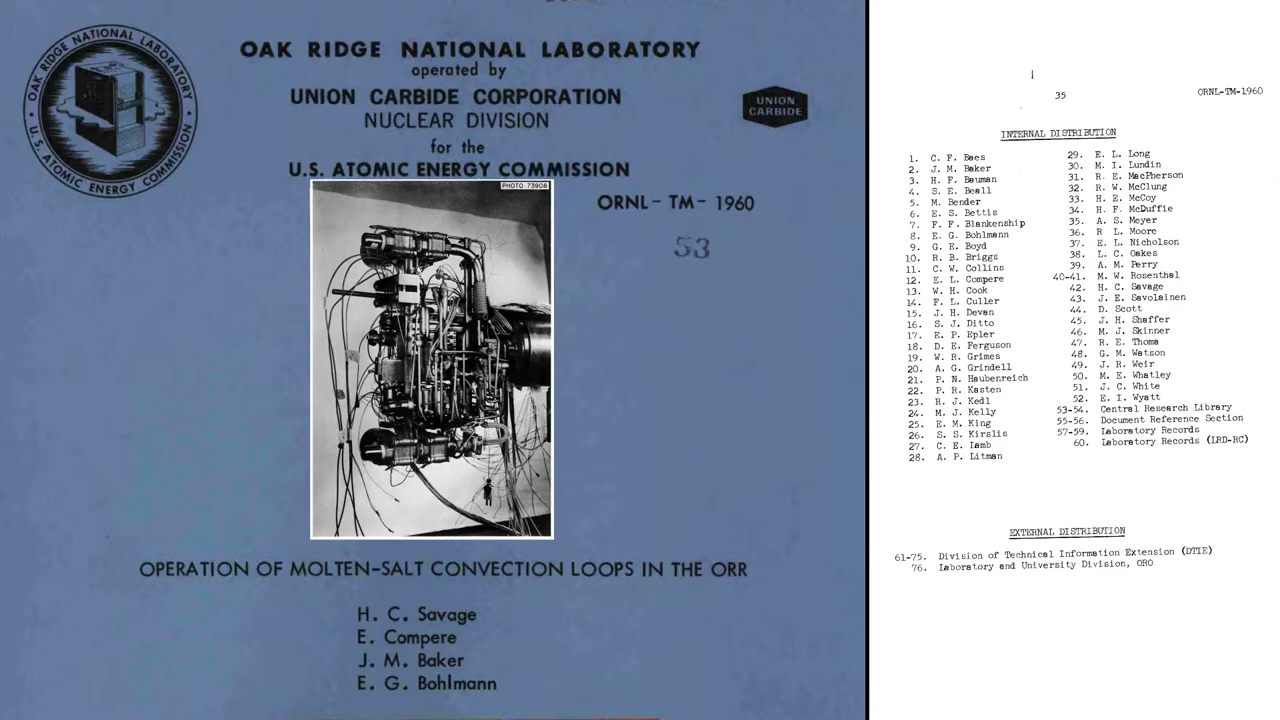 OAK RIDGE NATIONAL LABORATORY
operated by
UNION CARBIDE CORPORATION
NUCLEAR DIVISION
for the
U.S. ATOMIC ENERGY COMMISSION
OAK RIDGE NATIONAL LABORATORY
U.S. ATOMIC ENERGY COMMISSION
UNION
CARBIDE
ORNL- TM- 1960
53
PHOTO 73908
OPERATION OF MOLTEN-SALT CONVECTION LOOPS IN THE ORR
H. C. Savage
E. Compere
J. M. Baker
E. G. Bohlmann
35
ORNL-TM-1960
INTERNAL DISTRIBUTION
1. C. F. Baes
2. J. M. Baker
3. H. F. Bauman
4. S. E. Beall
5. M. Bender
6. E. S. Bettis
7. F. F. Blankenship
8. E. G. Bohlmann
9. G. E. Boyd
10. R. B. Briggs
11. C. W. Collins
12. E. L. Compere
13. W. H. Cook
14. F. L. Culler
15. J. H. Devan
16. S. J. Ditto
17. E. P. Epler
18. D. E. Ferguson
19. W. R. Grimes
20. A. G. Grindell
21. P. N. Haubenreich
22. P. R. Kasten
23. R. J. Kedl
24. M. J. Kelly
25. E. M. King
26. S. S. Kirslis
27. C. E. Lamb
28. A. P. Litman
29. E. L. Long
30. M. I. Lundin
31. R. E. MacPherson
32. R. W. McClung
33. H. E. McCoy
34. H. F. McDuffie
35. A. S. Meyer
36. R L. Moore
37. E. L. Nicholson
38. L. C. Oakes
39. A. M. Perry
40-41. M. W. Rosenthal
42. H. C. Savage
43. J. E. Savolainen
44. D. Scott
45. J. H. Shaffer
46. M. J. Skinner
47. R. E. Thoma
48. G. M. Watson
49. J. R. Weir
50. M. E. Whatley
51. J. C. White
52. E. I. Wyatt
53-54. Central Research Library
55-56. Document Reference Section
57-59. Laboratory Records
60. Laboratory Records (LRD-RC)
EXTERNAL DISTRIBUTION
61-75. Division of Technical Information Extension (DTIE)
76. Laboratory and University Division, ORO